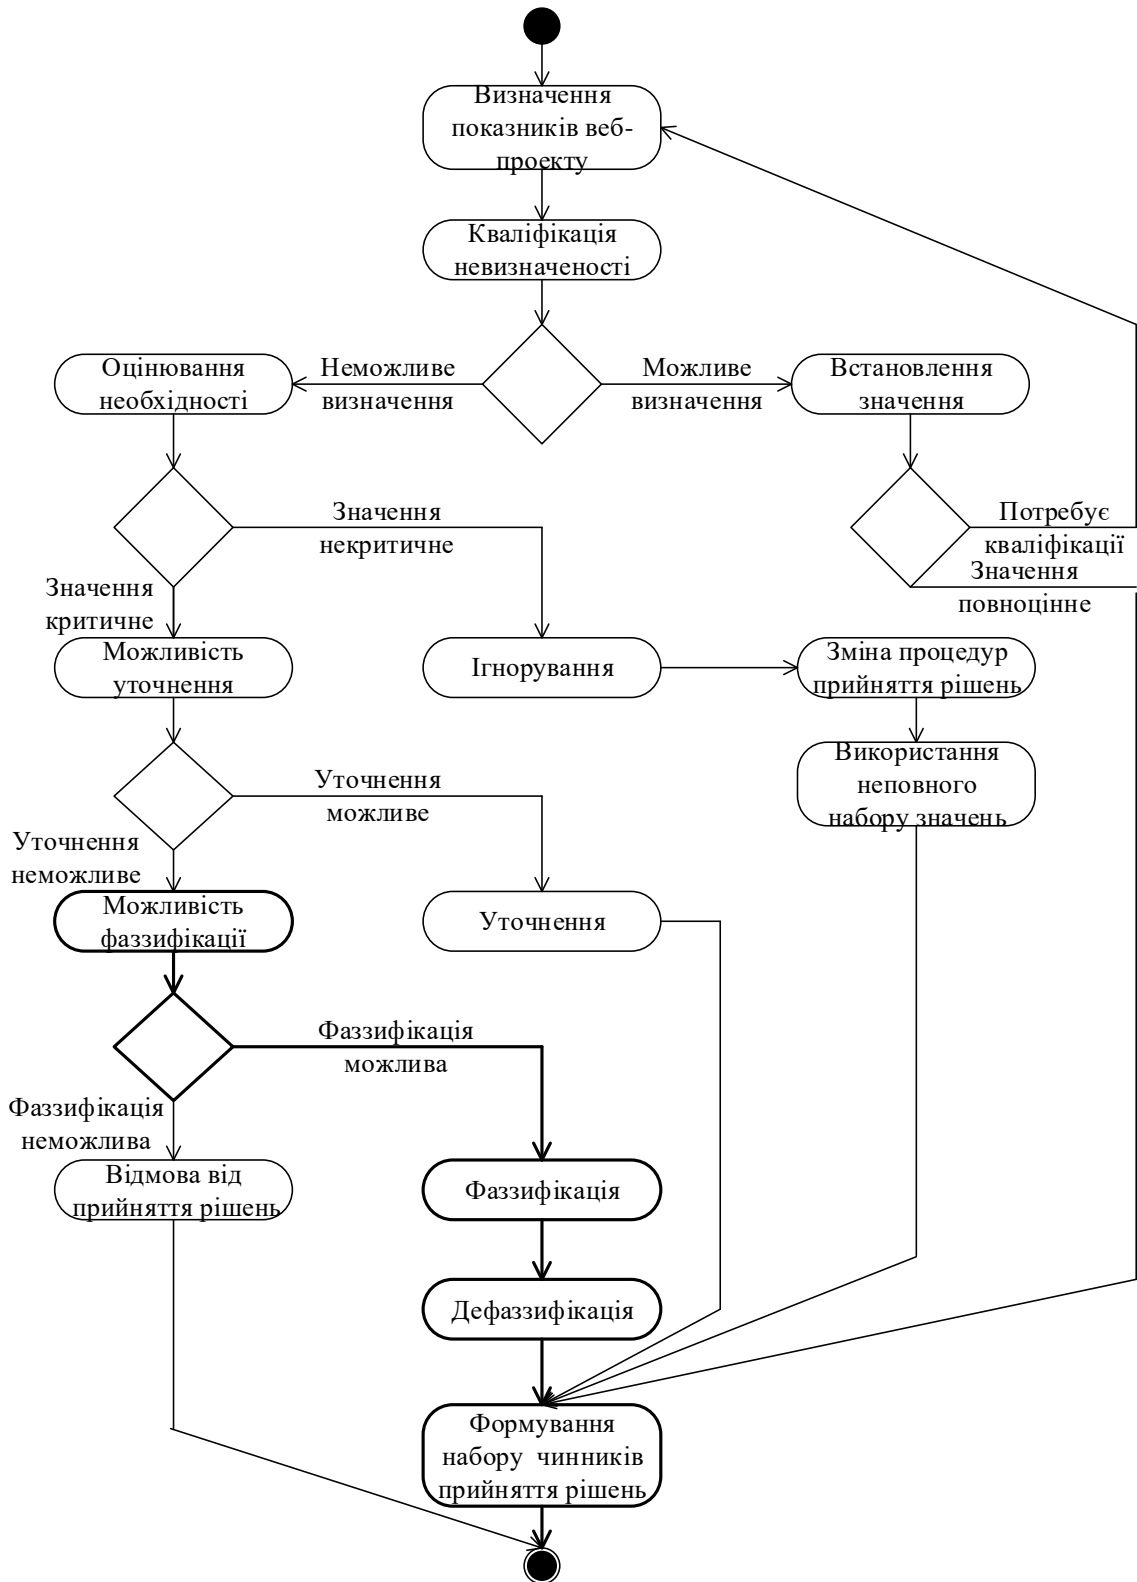 Визначення
показників веб-
проекту
Кваліфікація
невизначеності
Оцінювання
необхідності
Неможливе
визначення
Можливе
визначення
Встановлення
значення
Значення
некритичне
Потребує
кваліфікації
Значення
критичне
Значення
повноцінне
Можливість
уточнення
Ігнорування
Зміна процедур
прийняття рішень
Уточнення
можливе
Використання
неповного
набору значень
Уточнення
неможливе
Можливість
фаззифікації
Уточнення
Фаззифікація
можлива
Фаззифікація
неможлива
Відмова від
прийняття рішень
Фаззифікація
Дефаззифікація
Формування
набору чинників
прийняття рішень